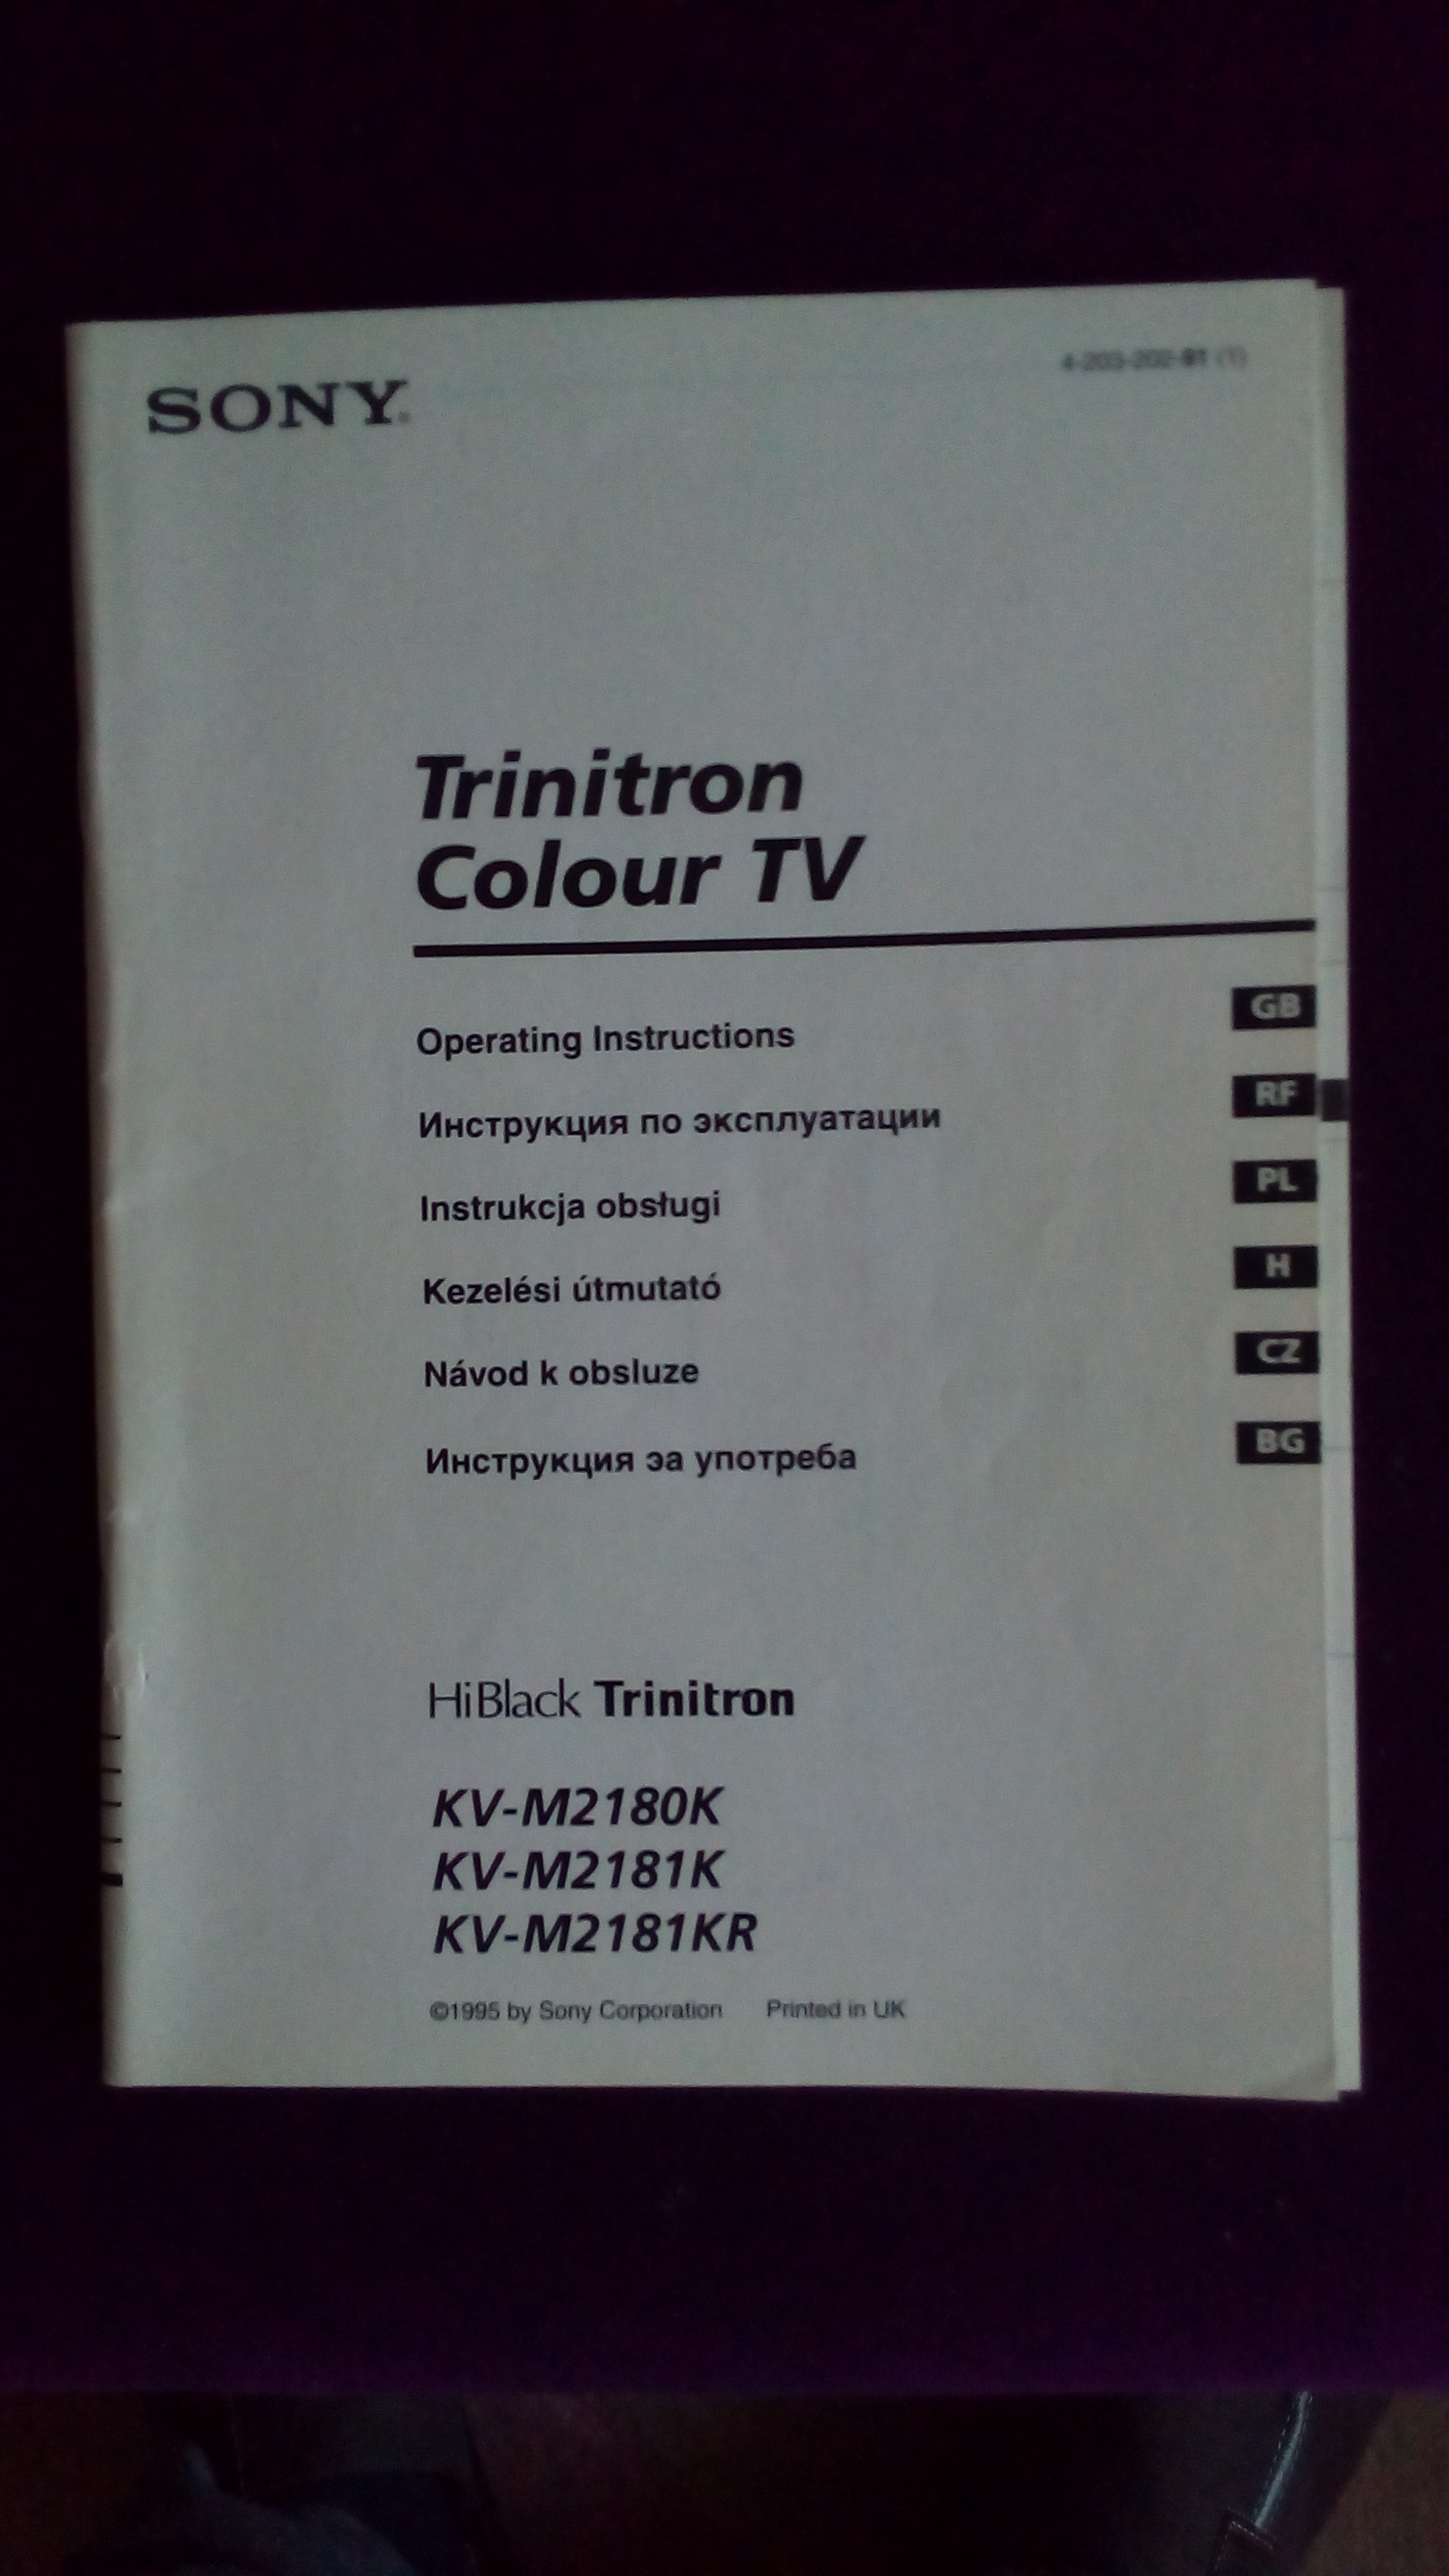 SONY
4-203-202-81 (1)
Trinitron
Colour TV
Operating Instructions GB
Инструкция по эксплуатации RF
Instrukcja obsługi PL
Kezelési útmutató H
Návod k obsluze CZ
Инструкция эа употреба BG
HiBlack Trinitron
KV-M2180K
KV-M2181K
KV-M2181KR
©1995 by Sony Corporation Printed in UK